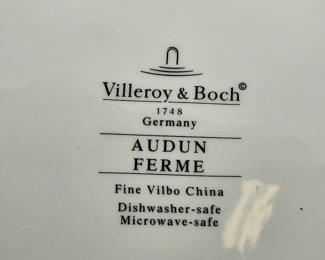 Villeroy & Boch©
1748
Germany
AUDUN
FERME
Fine Vilbo China
Dishwasher-safe
Microwave-safe